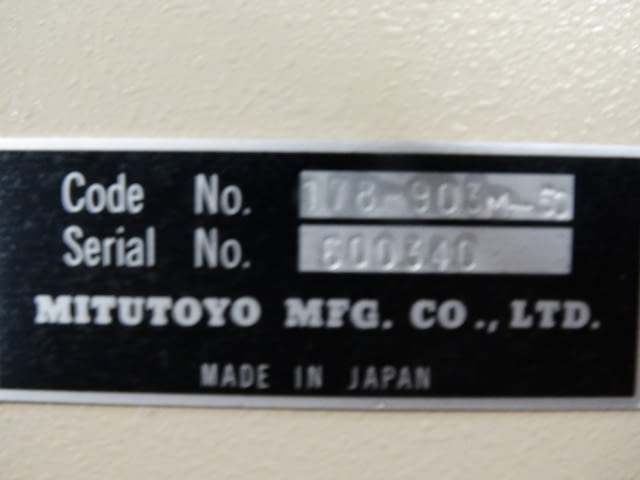 Code No. 178-903
Serial No. 600340
MITUTOYO MFG. CO., LTD.
MADE IN JAPAN